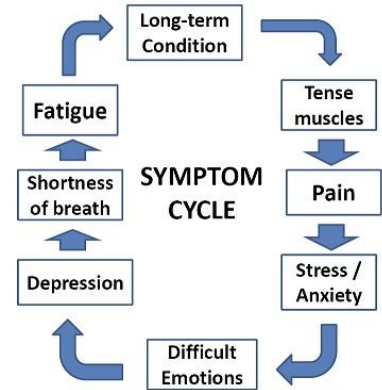 Long-term
Condition
Tense
muscles
Pain
Stress /
Anxiety
Difficult
Emotions
Depression
Shortness
of breath
Fatigue
SYMPTOM
CYCLE